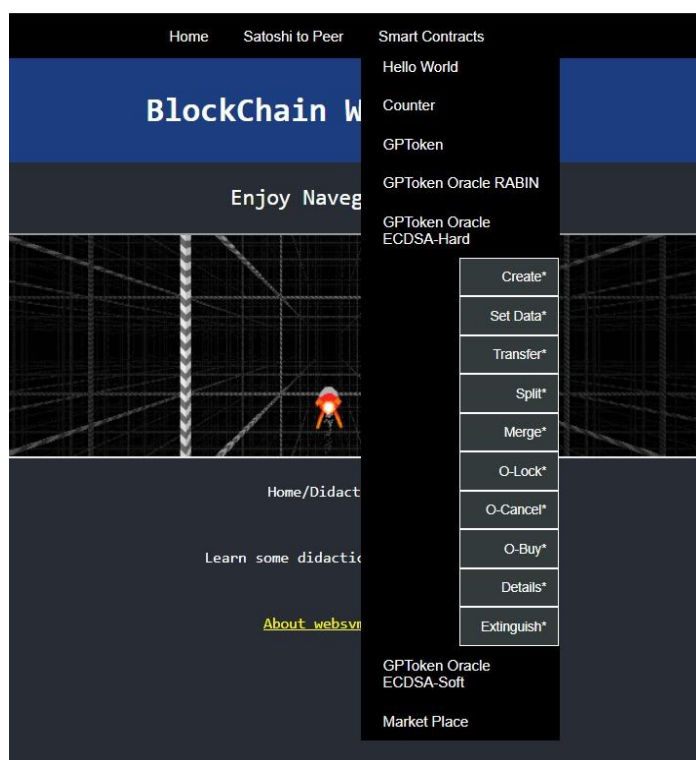 Home Satoshi to Peer Smart Contracts
BlockChain W
Enjoy Naveg
Hello World
Counter
GPToken
GPToken Oracle RABIN
GPToken Oracle
ECDSA-Hard
Create*
Set Data*
Transfer*
Split*
Merge*
O-Lock*
O-Cancel*
O-Buy*
Details*
Extinguish*
GPToken Oracle
ECDSA-Soft
Market Place
Home/Didact
Learn some didactic
About websvm